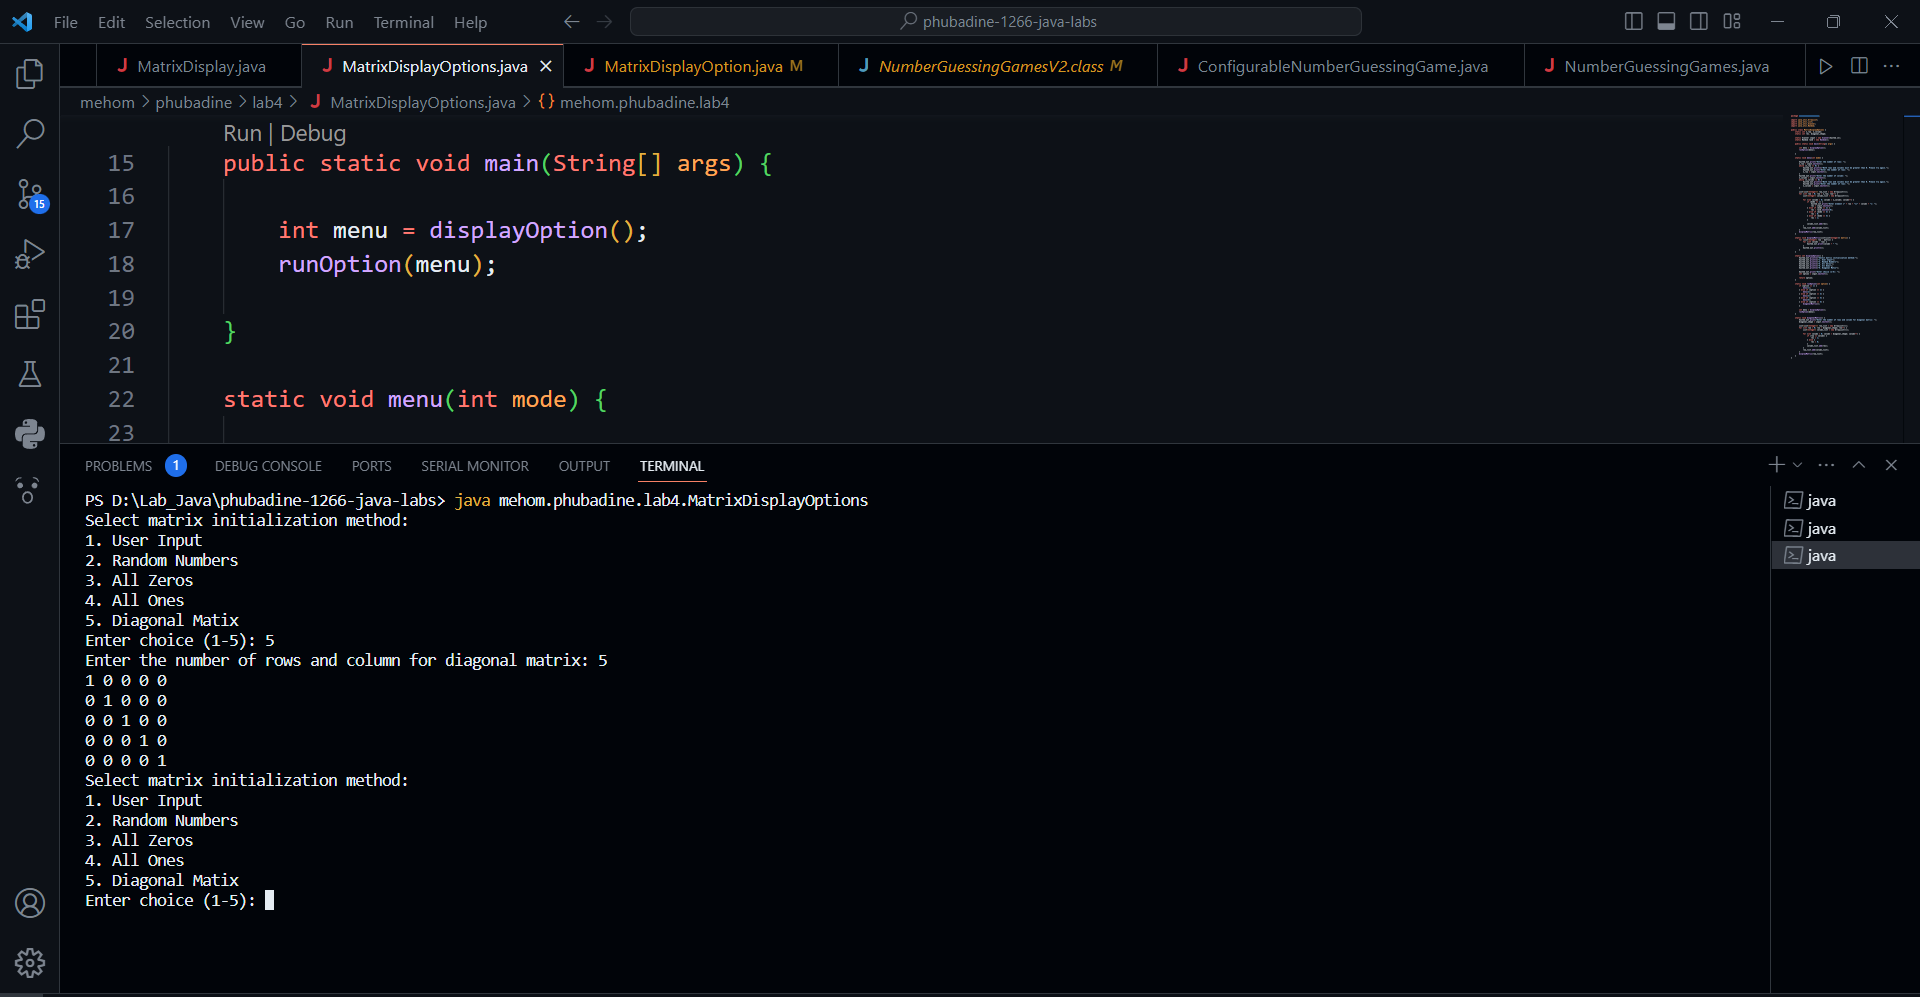 File Edit Selection View Go Run Terminal Help
phubadine-1266-java-labs
J MatrixDisplay.java
J MatrixDisplayOptions.java
J MatrixDisplayOption.java M
J NumberGuessingGamesV2.class M
J ConfigurableNumberGuessingGame.java
J NumberGuessingGames.java
mehom > phubadine > lab4 > J MatrixDisplayOptions.java > {} mehom.phubadine.lab4
Run | Debug
15 public static void main(String[] args) {
16
17 int menu = displayOption();
18 runOption(menu);
19
20 }
21
22 static void menu(int mode) {
23
15
PROBLEMS 1 DEBUG CONSOLE PORTS SERIAL MONITOR OUTPUT TERMINAL
PS D:\Lab_Java\phubadine-1266-java-labs> java mehom.phubadine.lab4.MatrixDisplayOptions
Select matrix initialization method:
1. User Input
2. Random Numbers
3. All Zeros
4. All Ones
5. Diagonal Matix
Enter choice (1-5): 5
Enter the number of rows and column for diagonal matrix: 5
1 0 0 0 0
0 1 0 0 0
0 0 1 0 0
0 0 0 1 0
0 0 0 0 1
Select matrix initialization method:
1. User Input
2. Random Numbers
3. All Zeros
4. All Ones
5. Diagonal Matix
Enter choice (1-5):
java
java
java